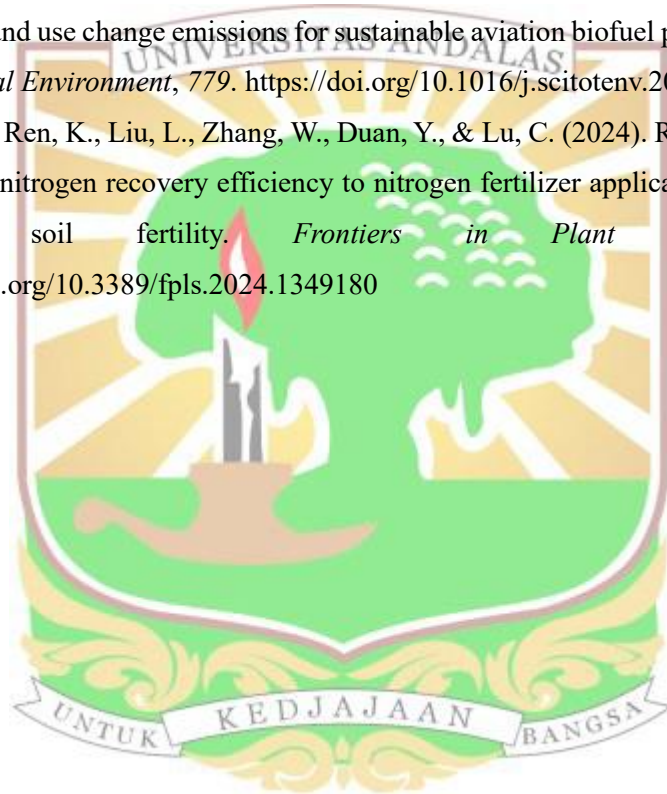 and use change emissions for sustainable aviation biofuel p
UNIVERSITAS ANDALAS
al Environment, 779. https://doi.org/10.1016/j.scitotenv.20
Ren, K., Liu, L., Zhang, W., Duan, Y., & Lu, C. (2024). R
nitrogen recovery efficiency to nitrogen fertilizer applica
soil fertility. Frontiers in Plant
.org/10.3389/fpls.2024.1349180
UNTUK KEDJAJAAN BANGSA